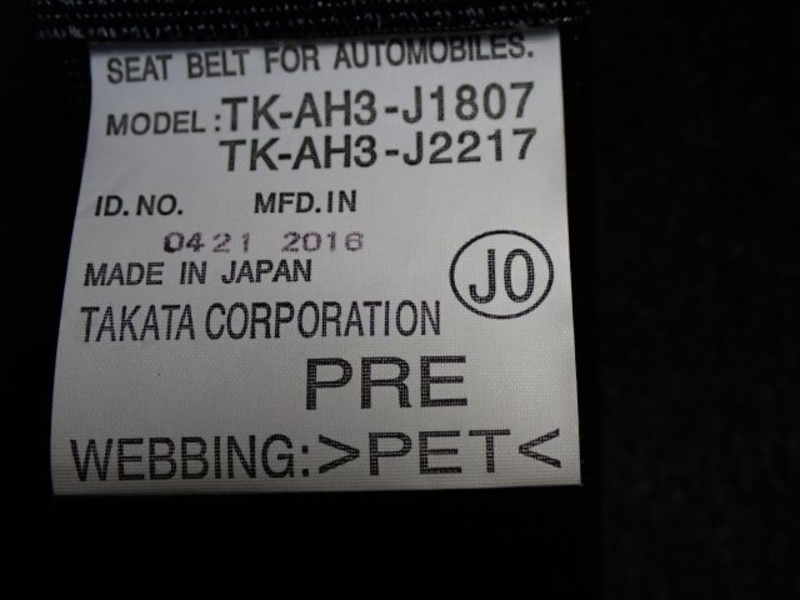 SEAT BELT FOR AUTOMOBILES.
MODEL:TK-AH3-J1807
TK-AH3-J2217
ID. NO. MFD. IN
0421 2016
MADE IN JAPAN
JO
TAKATA CORPORATION
PRE
WEBBING:>PET<